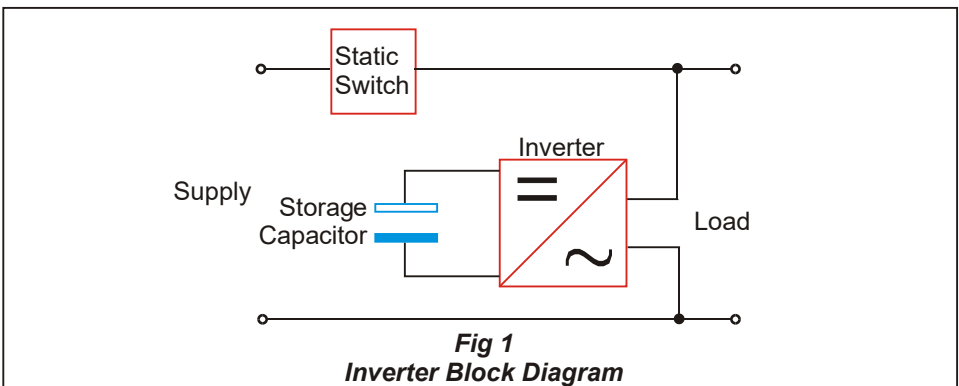 Static
Switch
Inverter
Supply
Storage
Capacitor
Load
Fig 1
Inverter Block Diagram